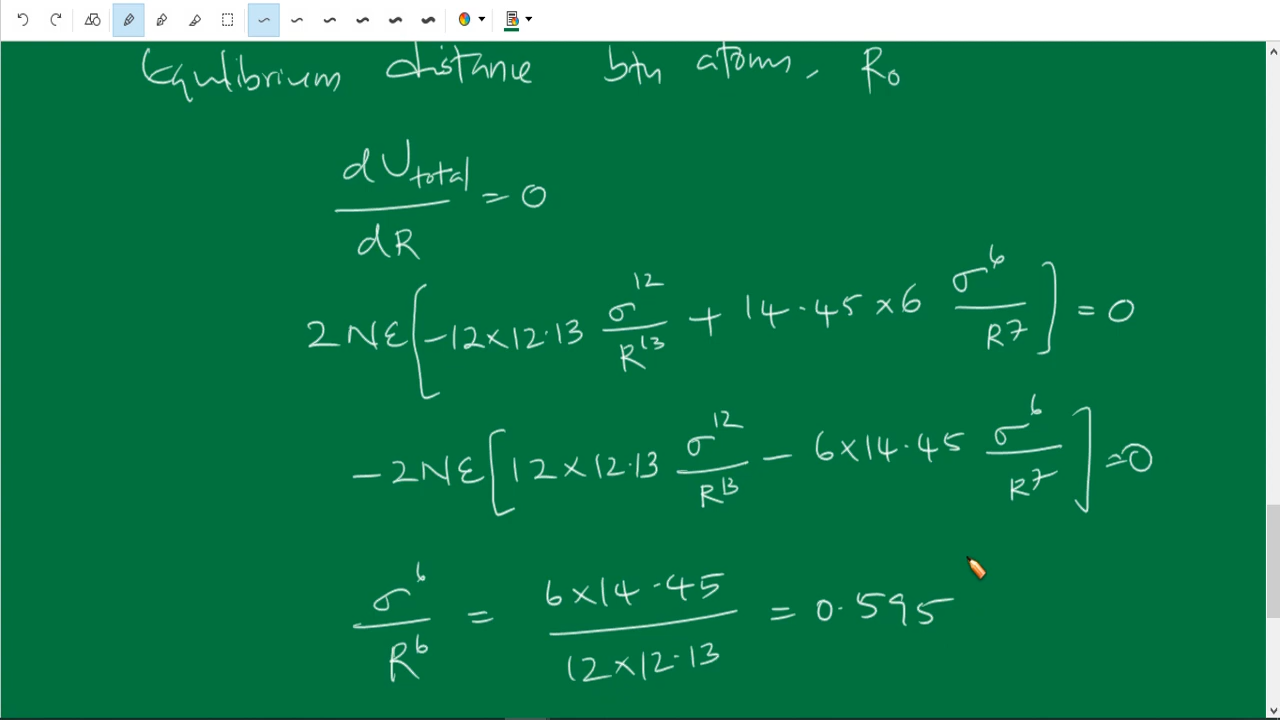 Equlibrium distance btn atoms, R₀
dU_total/dR = 0
2Nε[-12×12.13 σ¹²/R¹³ + 14.45×6 σ⁶/R⁷] = 0
-2Nε[12×12.13 σ¹²/R¹³ - 6×14.45 σ⁶/R⁷] = 0
σ⁶/R⁶ = 6×14.45/12×12.13 = 0.595